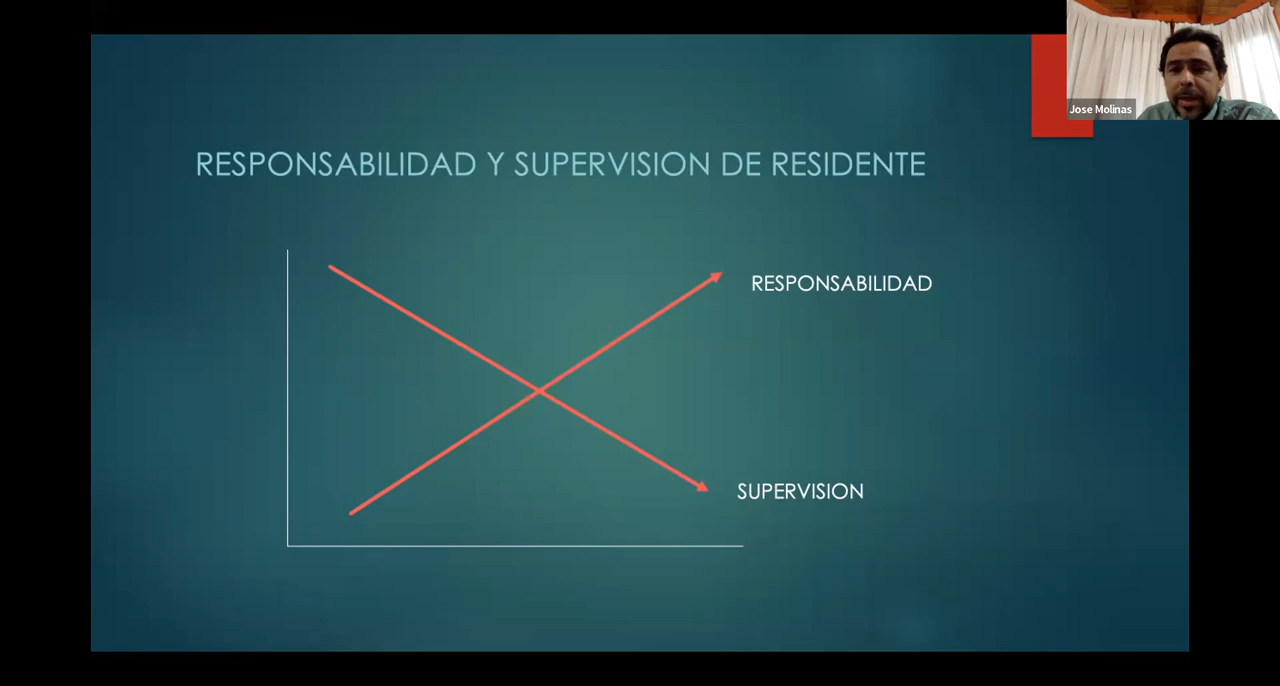 Jose Molinas
RESPONSABILIDAD Y SUPERVISION DE RESIDENTE
RESPONSABILIDAD
SUPERVISION